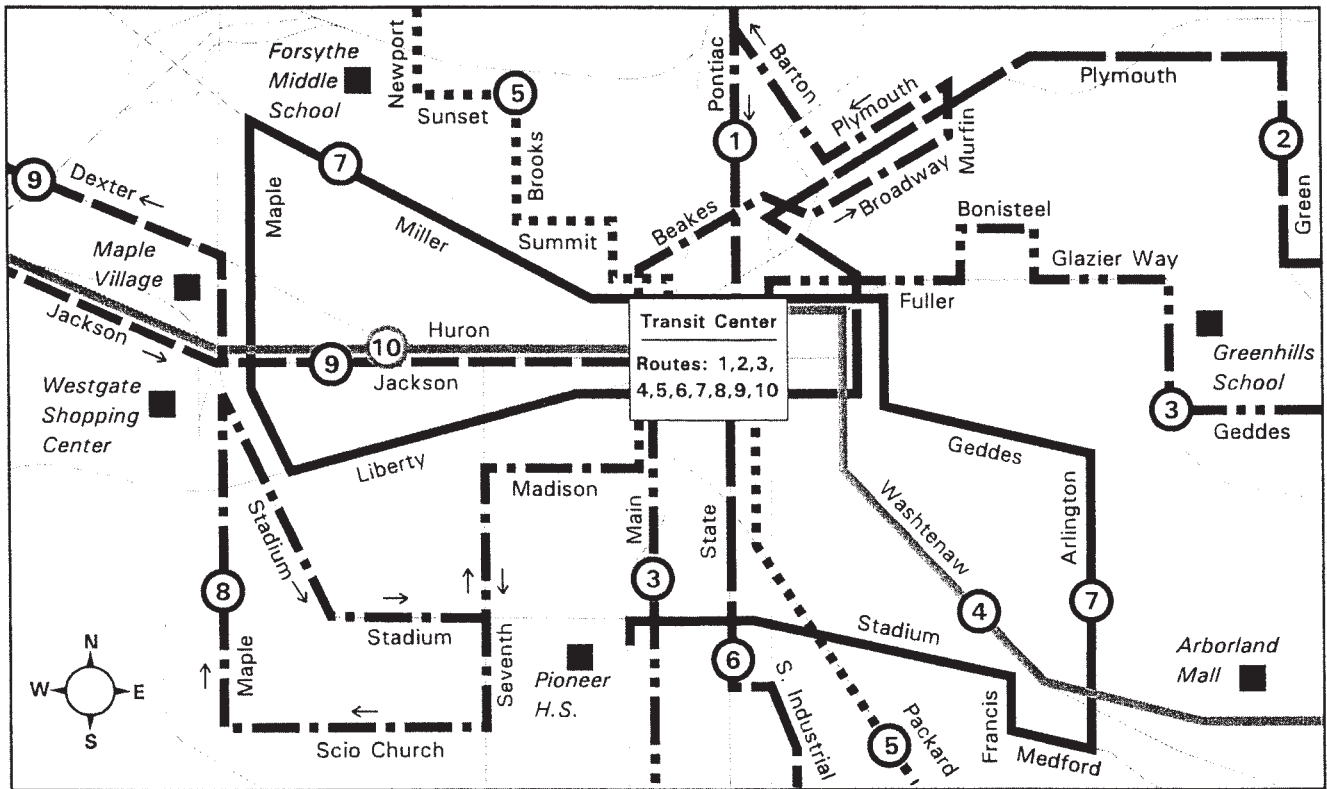 Forsythe
Middle
School
Newport
Sunset
5
Brooks
Summit
Pontiac
1
Barton
Plymouth
Plymouth
Murfin
Broadway
Beakes
2
Green
9
Dexter
Maple
Village
Maple
7
Miller
Bonisteel
Glazier Way
Fuller
Greenhills
School
3
Geddes
Jackson
Huron
10
9
Jackson
Transit Center
Routes: 1,2,3,
4,5,6,7,8,9,10
Westgate
Shopping
Center
Liberty
Madison
Geddes
Washtenaw
Arlington
Stadium
8
Stadium
Maple
Seventh
Main
3
State
6
Stadium
4
7
Pioneer
H.S.
S. Industrial
5
Packard
Francis
Medford
Arborland
Mall
Scio Church
N
W
E
S